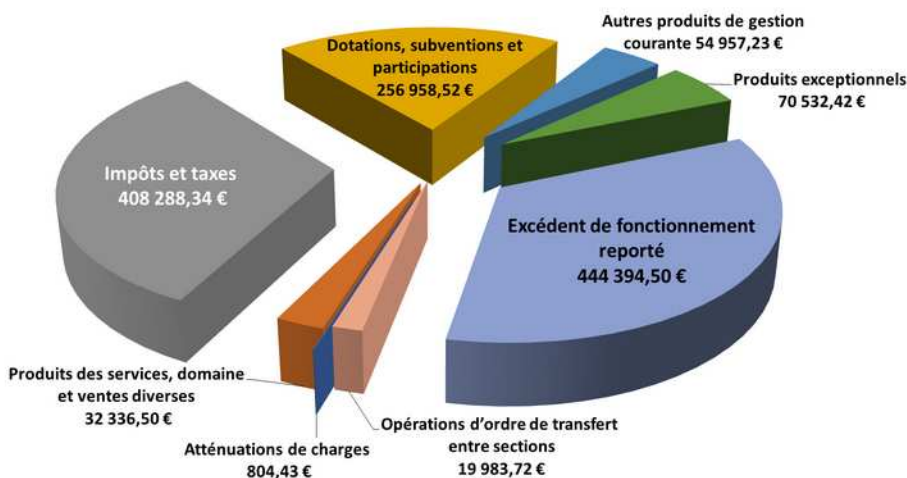 Dotations, subventions et
participations
256 958,52 €
Autres produits de gestion
courante 54 957,23 €
Produits exceptionnels
70 532,42 €
Impôts et taxes
408 288,34 €
Excédent de fonctionnement
reporté
444 394,50 €
Produits des services, domaine
et ventes diverses
32 336,50 €
Atténuations de charges
804,43 €
Opérations d’ordre de transfert
entre sections
19 983,72 €